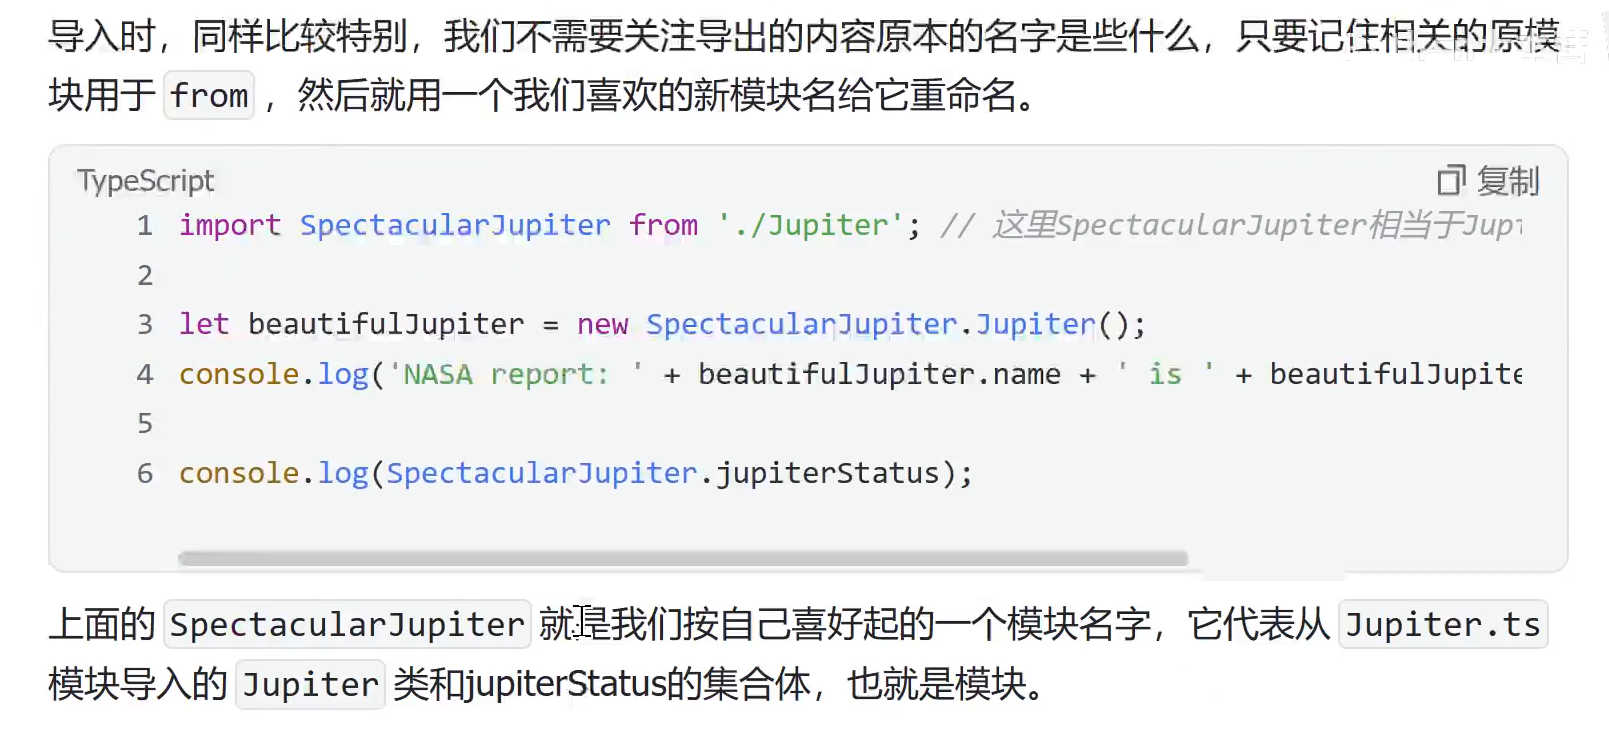 导入时，同样比较特别，我们不需要关注导出的内容原本的名字是些什么，只要记住相关的原模
块用于 from ，然后就用一个我们喜欢的新模块名给它重命名。
TypeScript
复制
1 import SpectacularJupiter from './Jupiter'; // 这里SpectacularJupiter相当于Jupi
2
3 let beautifulJupiter = new SpectacularJupiter.Jupiter();
4 console.log('NASA report: ' + beautifulJupiter.name + ' is ' + beautifulJupite
5
6 console.log(SpectacularJupiter.jupiterStatus);
上面的 SpectacularJupiter 就是我们按自己喜好起的一个模块名字，它代表从 Jupiter.ts
模块导入的 Jupiter 类和jupiterStatus的集合体，也就是模块。